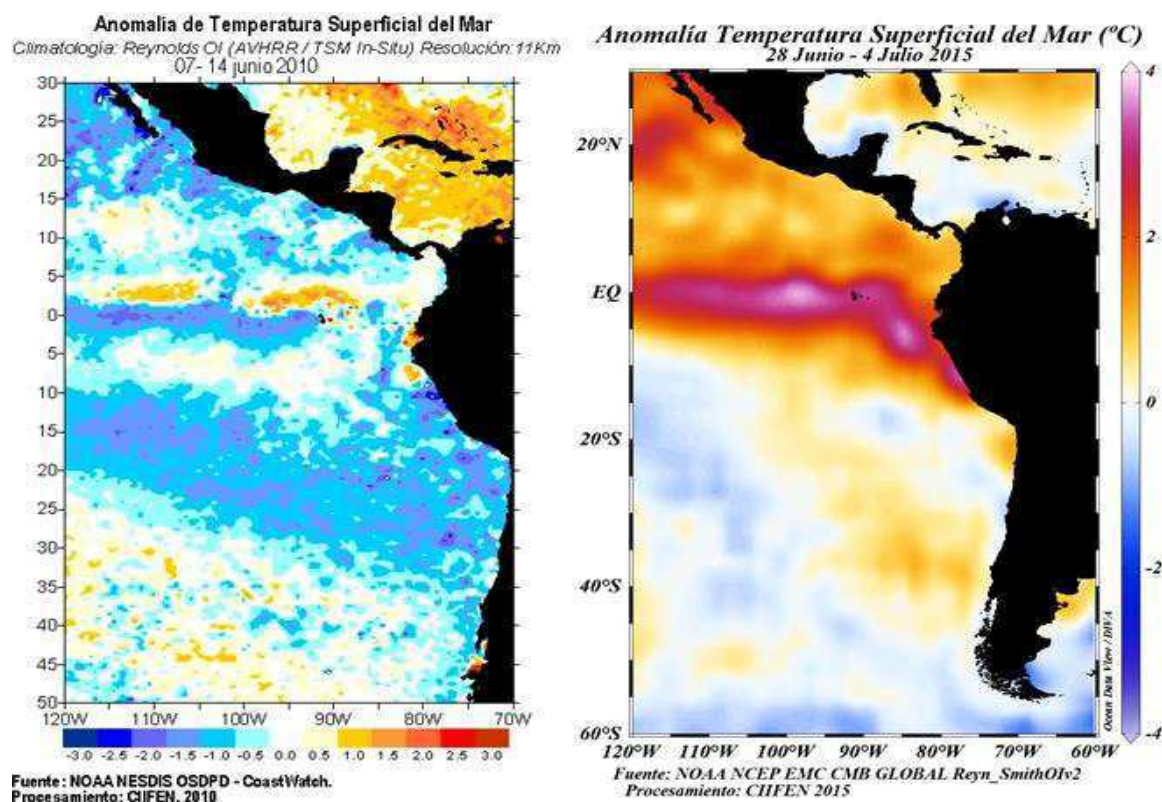 Anomalia de Temperatura Superficial del Mar
Climatología: Reynolds OI (AVHRR / TSM In-Situ) Resolución:11Km
07- 14 junio 2010
30
25
20
15
10
5
0
5
10
15
20
25
30
35
40
45
50
120W 110W 100W 90W 80W 70W
-3.0 -2.5 -2.0 -1.5 -1.0 -0.5 0.0 0.5 1.0 1.5 2.0 2.5 3.0
Fuente: NOAA NESDIS OSDPD - CoastWatch.
Procesamiento: CIIFEN, 2010
Anomalía Temperatura Superficial del Mar (ºC)
28 Junio - 4 Julio 2015
20°N
EQ
20°S
40°S
60°S
120°W 110°W 100°W 90°W 80°W 70°W 60°W
4
2
0
-2
-4
Ocean Data View / DIVA
Fuente: NOAA NCEP EMC CMB GLOBAL Reyn_SmithOIv2
Procesamiento: CIIFEN 2015